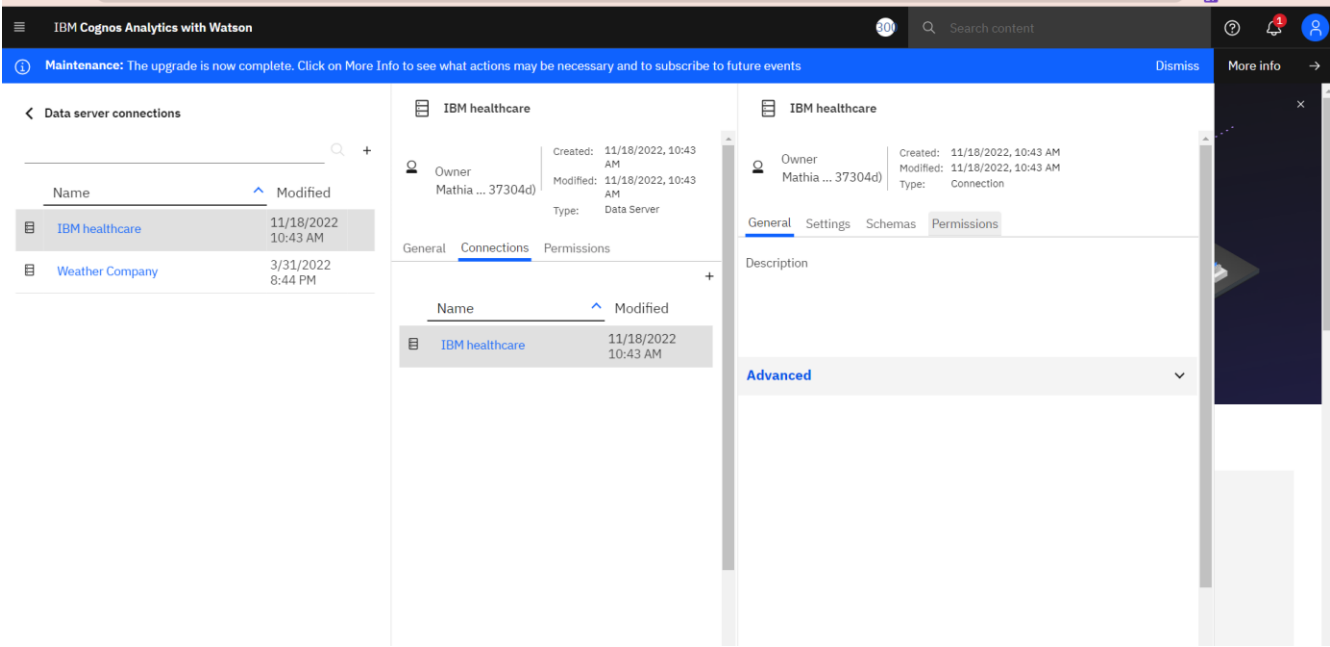 IBM Cognos Analytics with Watson
300
Search content
1
Maintenance: The upgrade is now complete. Click on More Info to see what actions may be necessary and to subscribe to future events
Dismiss
More info
Data server connections
Name
Modified
IBM healthcare
11/18/2022
10:43 AM
Weather Company
3/31/2022
8:44 PM
IBM healthcare
Owner
Mathia ... 37304d)
Created: 11/18/2022, 10:43
AM
Modified: 11/18/2022, 10:43
AM
Type: Data Server
General Connections Permissions
Name
Modified
IBM healthcare
11/18/2022
10:43 AM
IBM healthcare
Owner
Mathia ... 37304d)
Created: 11/18/2022, 10:43 AM
Modified: 11/18/2022, 10:43 AM
Type: Connection
General Settings Schemas Permissions
Description
Advanced